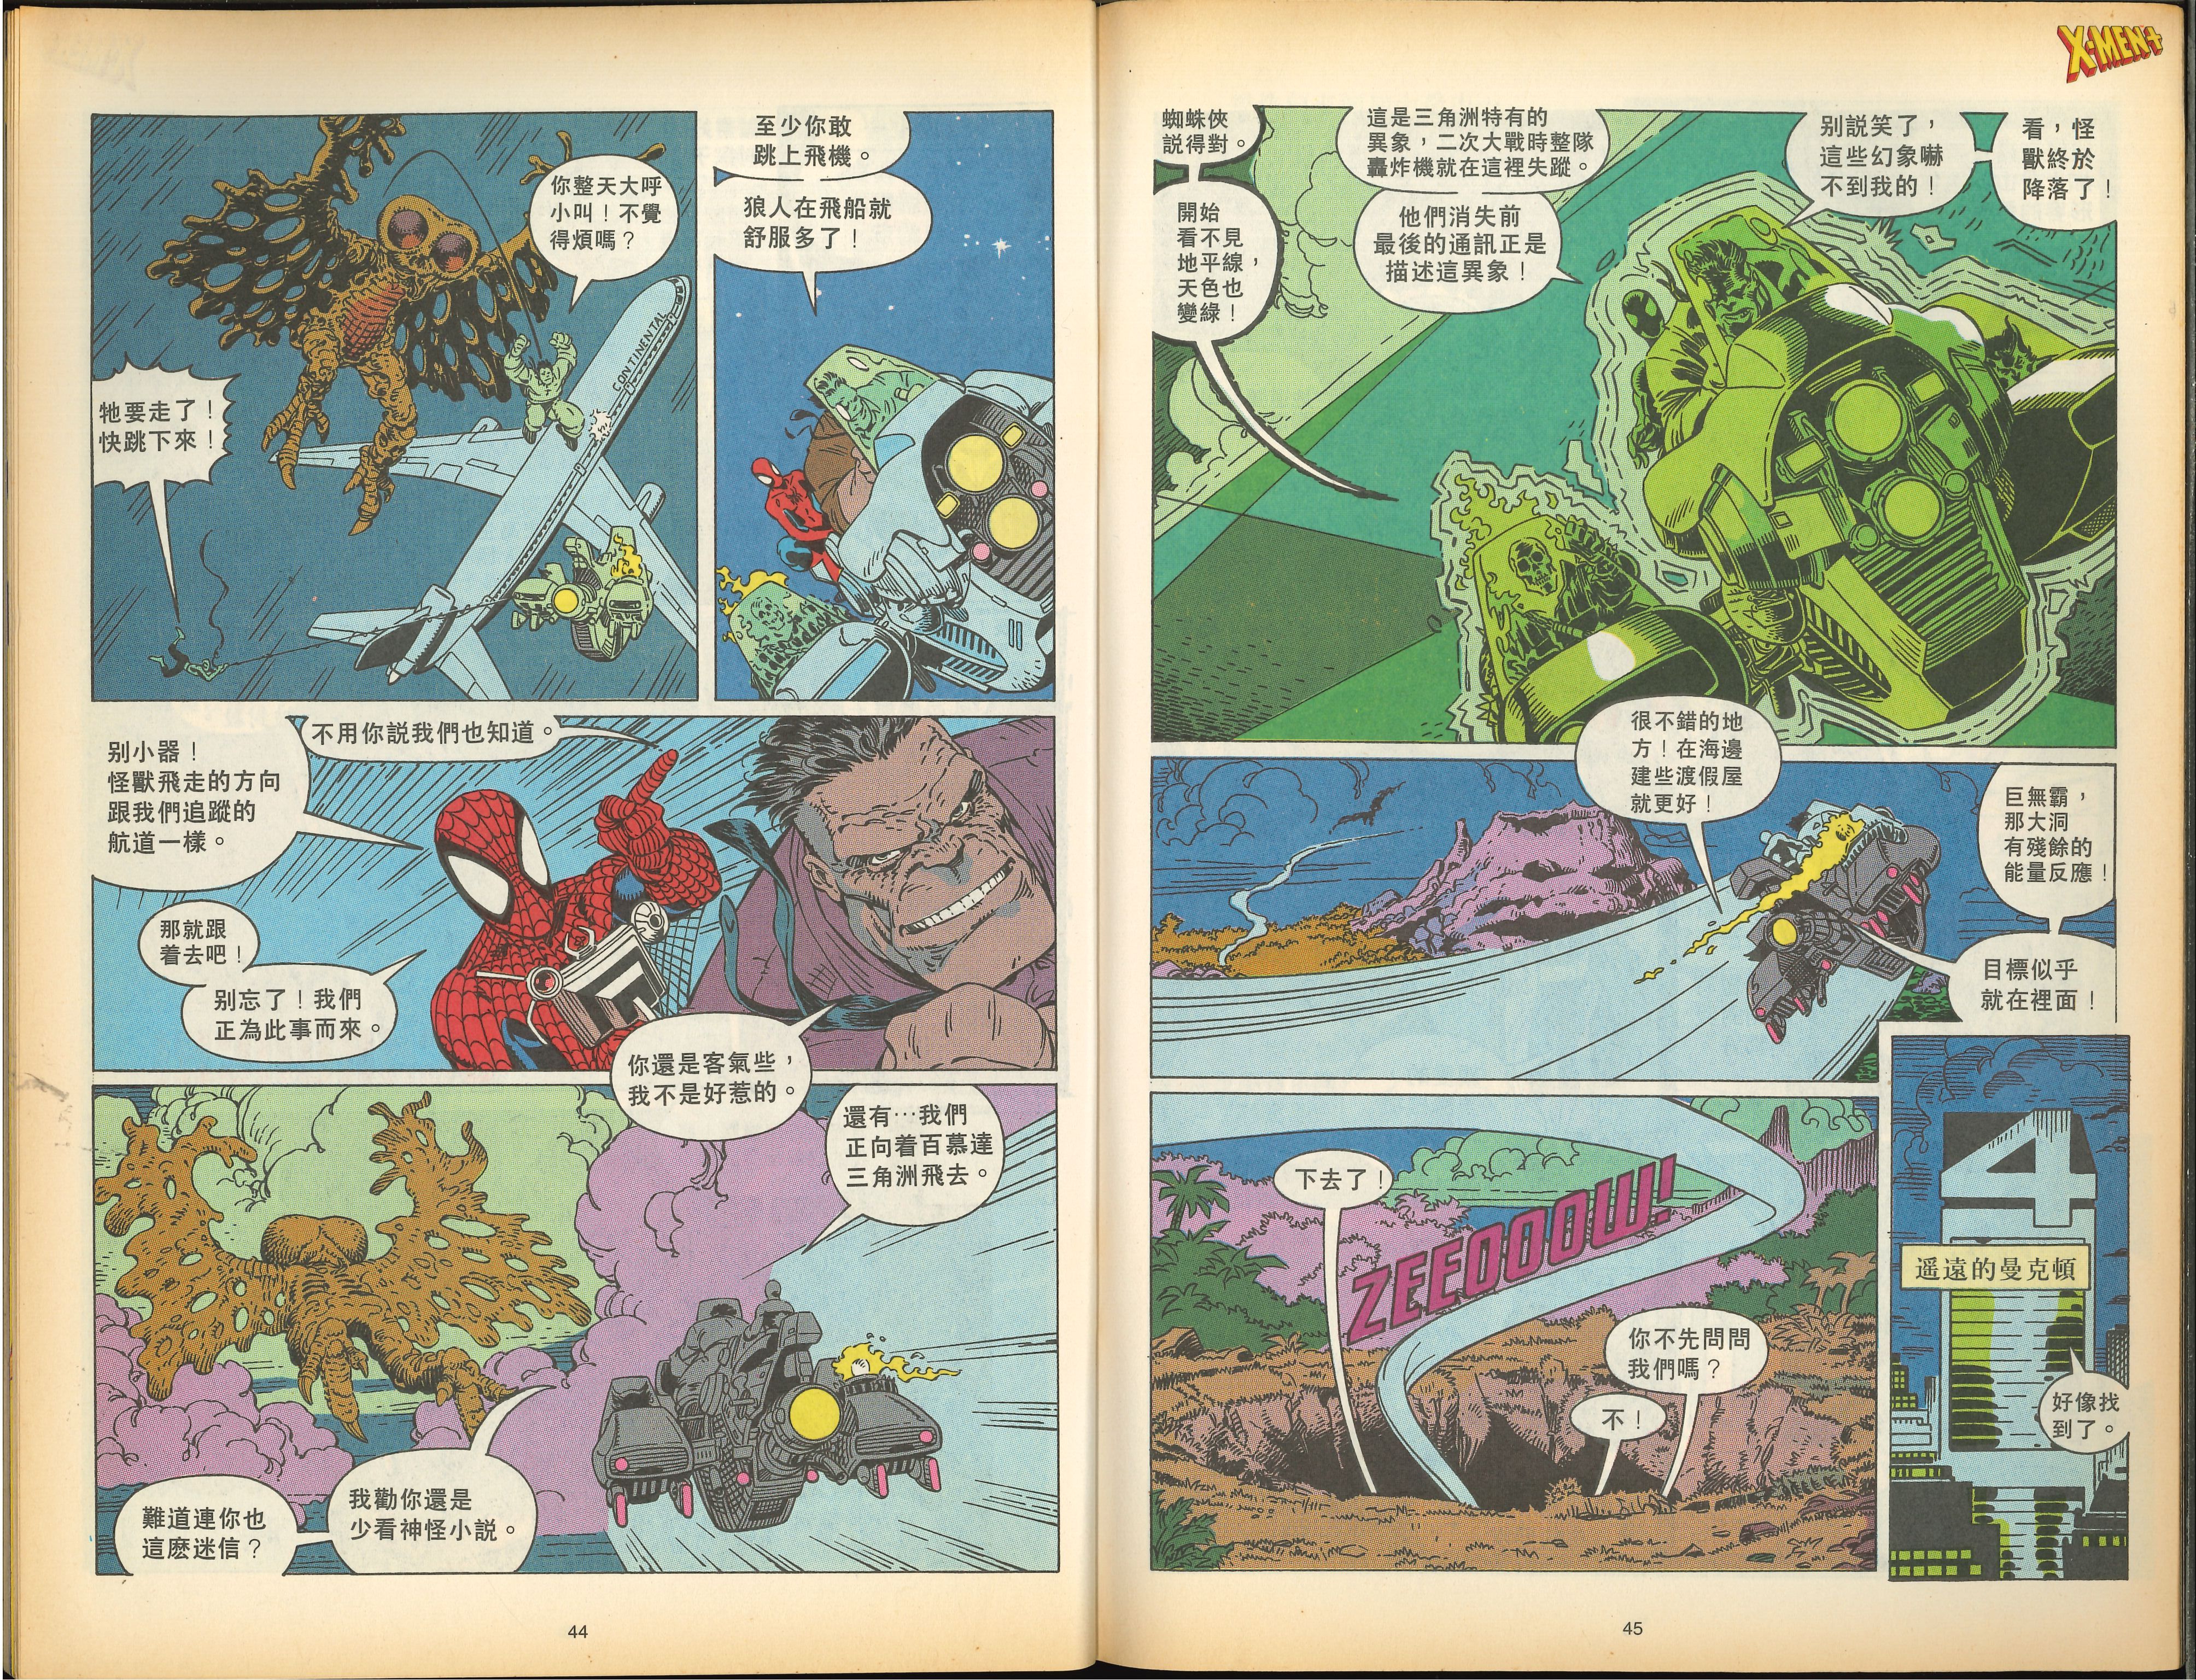 你整天大呼
小叫！不覺
得煩嗎？
CONTINENTAL
牠要走了！
快跳下來！
至少你敢
跳上飛機。
狼人在飛船就
舒服多了！
别小器！
怪獸飛走的方向
跟我們追蹤的
航道一樣。
不用你説我們也知道。
那就跟
着去吧！
别忘了！我們
正為此事而來。
你還是客氣些，
我不是好惹的。
還有…我們
正向着百慕達
三角洲飛去。
難道連你也
這麽迷信？
我勸你還是
少看神怪小説。
44
X-MEN+
蜘蛛俠
説得對。
開始
看不見
地平線，
天色也
變綠！
這是三角洲特有的
異象，二次大戰時整隊
轟炸機就在這裡失蹤。
他們消失前
最後的通訊正是
描述這異象！
别説笑了，
這些幻象嚇
不到我的！
看，怪
獸終於
降落了！
很不錯的地
方！在海邊
建些渡假屋
就更好！
巨無霸，
那大洞
有殘餘的
能量反應！
目標似乎
就在裡面！
下去了！
ZEEOOOW!
你不先問問
我們嗎？
不！
4
遥遠的曼克頓
好像找
到了。
45